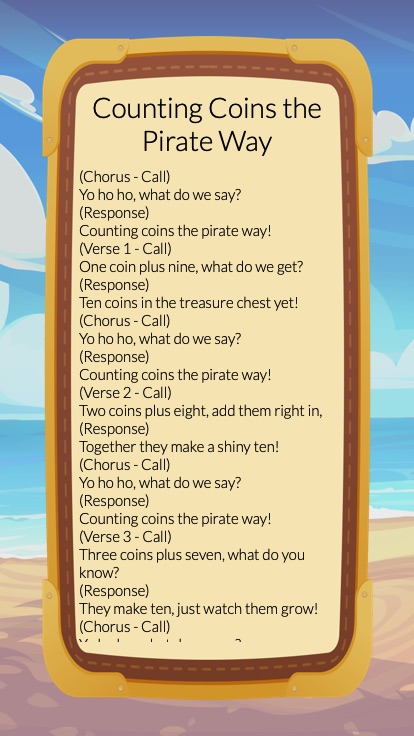 Counting Coins the
Pirate Way
(Chorus - Call)
Yo ho ho, what do we say?
(Response)
Counting coins the pirate way!
(Verse 1 - Call)
One coin plus nine, what do we get?
(Response)
Ten coins in the treasure chest yet!
(Chorus - Call)
Yo ho ho, what do we say?
(Response)
Counting coins the pirate way!
(Verse 2 - Call)
Two coins plus eight, add them right in,
(Response)
Together they make a shiny ten!
(Chorus - Call)
Yo ho ho, what do we say?
(Response)
Counting coins the pirate way!
(Verse 3 - Call)
Three coins plus seven, what do you
know?
(Response)
They make ten, just watch them grow!
(Chorus - Call)